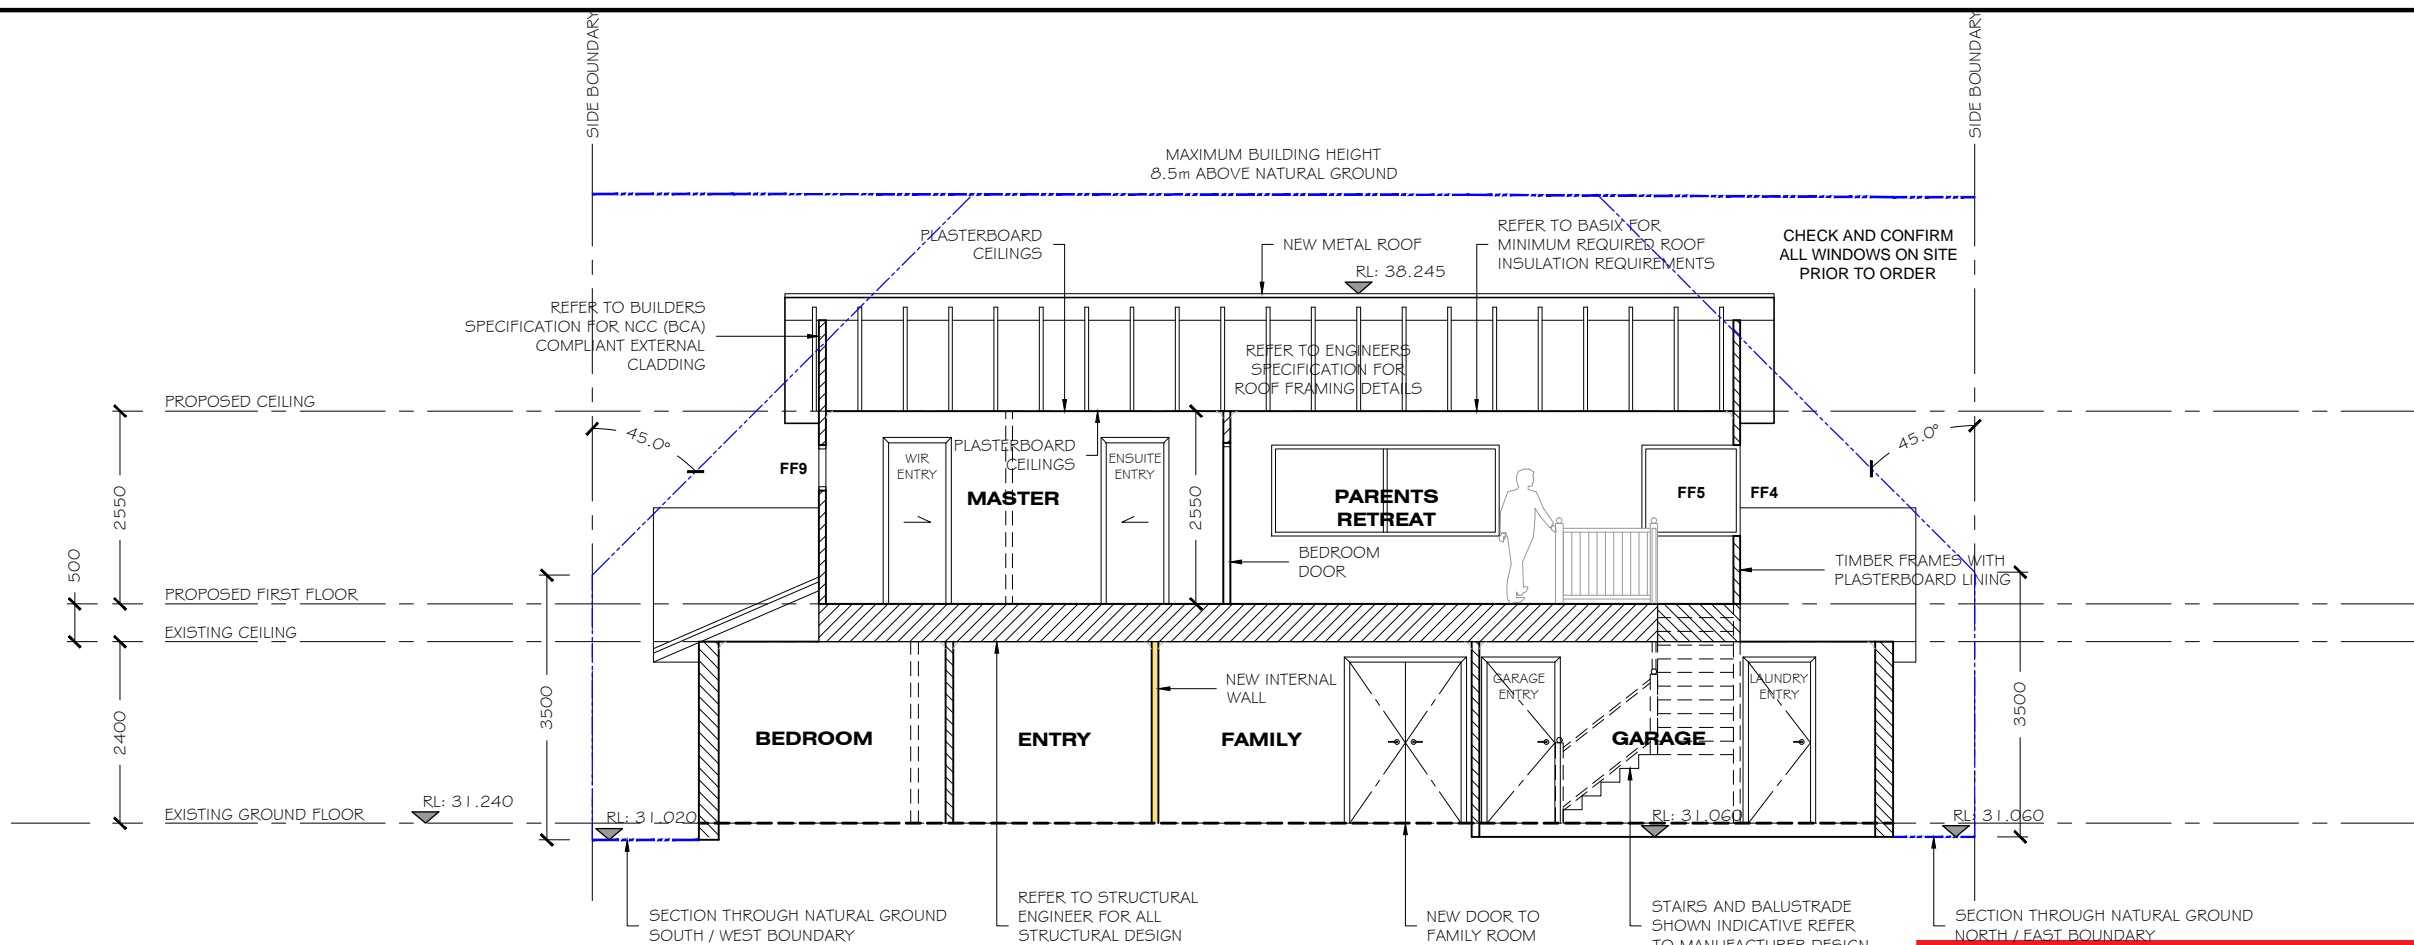 SIDE BOUNDARY
SIDE BOUNDARY
MAXIMUM BUILDING HEIGHT
8.5m ABOVE NATURAL GROUND
PLASTERBOARD
CEILINGS
NEW METAL ROOF
RL: 38.245
REFER TO BASIX FOR
MINIMUM REQUIRED ROOF
INSULATION REQUIREMENTS
CHECK AND CONFIRM
ALL WINDOWS ON SITE
PRIOR TO ORDER
REFER TO BUILDERS
SPECIFICATION FOR NCC (BCA)
COMPLIANT EXTERNAL
CLADDING
REFER TO ENGINEERS
SPECIFICATION FOR
ROOF FRAMING DETAILS
PROPOSED CEILING
45.0°
45.0°
FF9
WIR
ENTRY
PLASTERBOARD
CEILINGS
ENSUITE
ENTRY
MASTER
PARENTS
RETREAT
FF5
FF4
2550
2550
BEDROOM
DOOR
TIMBER FRAMES WITH
PLASTERBOARD LINING
500
PROPOSED FIRST FLOOR
EXISTING CEILING
2400
3500
3500
NEW INTERNAL
WALL
GARAGE
ENTRY
LAUNDRY
ENTRY
BEDROOM
ENTRY
FAMILY
GARAGE
EXISTING GROUND FLOOR
RL: 31.240
RL: 31.020
RL: 31.060
RL: 31.060
SECTION THROUGH NATURAL GROUND
SOUTH / WEST BOUNDARY
REFER TO STRUCTURAL
ENGINEER FOR ALL
STRUCTURAL DESIGN
NEW DOOR TO
FAMILY ROOM
STAIRS AND BALUSTRADE
SHOWN INDICATIVE REFER
TO MANUFACTURER DESIGN
SECTION THROUGH NATURAL GROUND
NORTH / EAST BOUNDARY